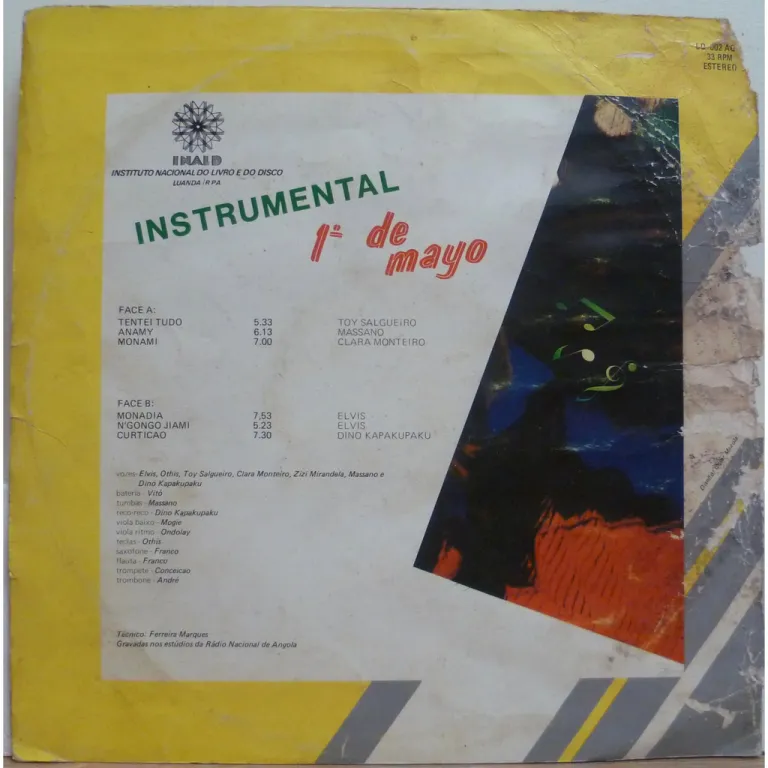 33 RPM
ESTEREO
INALD
INSTITUTO NACIONAL DO LIVRO E DO DISCO
LUANDA /R PA
INSTRUMENTAL
1º de
mayo
FACE A:
TENTEI TUDO 5.33 TOY SALGUEIRO
ANAMY 6.13 MASSANO
MONAMI 7.00 CLARA MONTEIRO
FACE B:
MONADIA 7,53 ELVIS
N'GONGO JIAMI 5.23 ELVIS
CURTICAO 7.30 DINO KAPAKUPAKU
vozes-Elvis, Othis, Toy Salgueiro, Clara Monteiro, Zizi Mirandela, Massano e
Dino Kapakupaku
bateria - Vitó
tumbas - Massano
reco-reco - Dino Kapakupaku
viola baixo - Mogie
viola ritmo - Ondolay
teclas - Othis
saxofone - Franco
flauta - Franco
trompete - Conceicao
trombone - André
Técnico: Ferreira Marques
Gravadas nos estúdios da Rádio Nacional de Angola